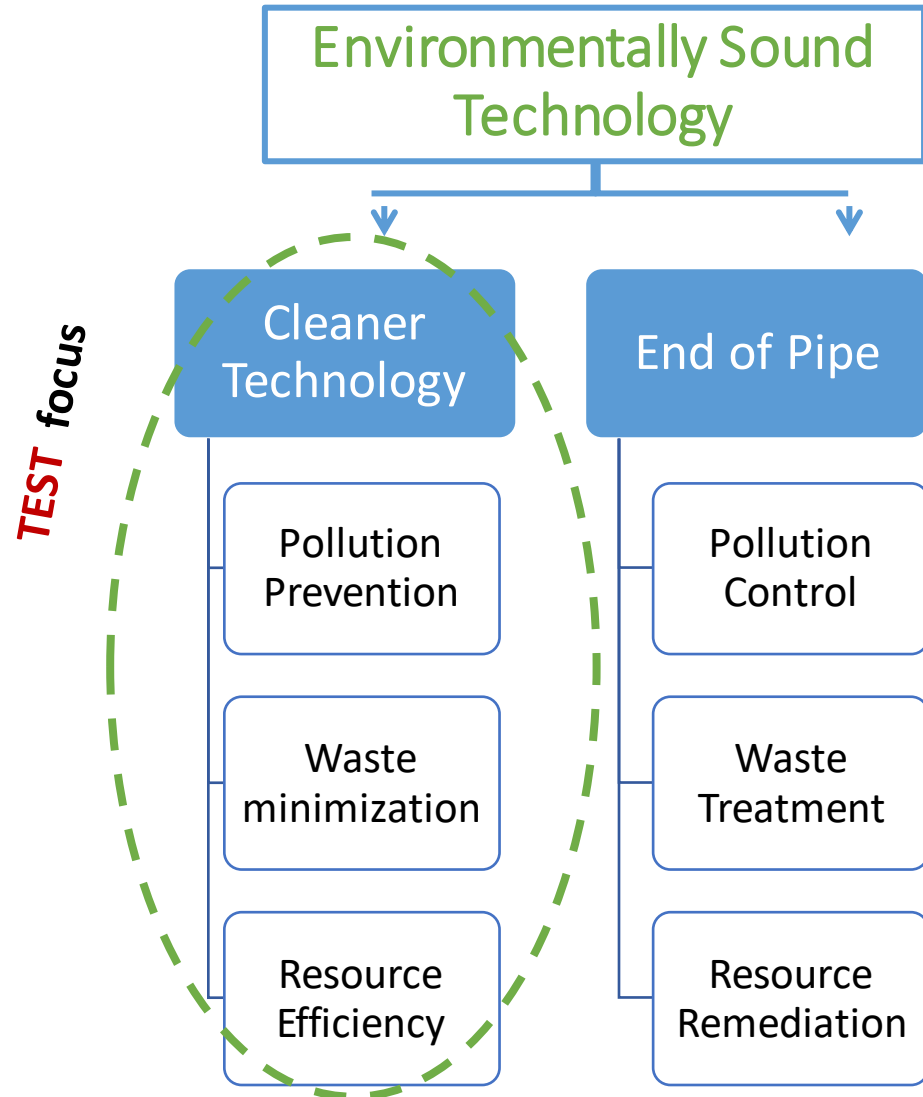 Environmentally Sound
Technology
TEST focus
Cleaner
Technology
End of Pipe
Pollution
Prevention
Pollution
Control
Waste
minimization
Waste
Treatment
Resource
Efficiency
Resource
Remediation